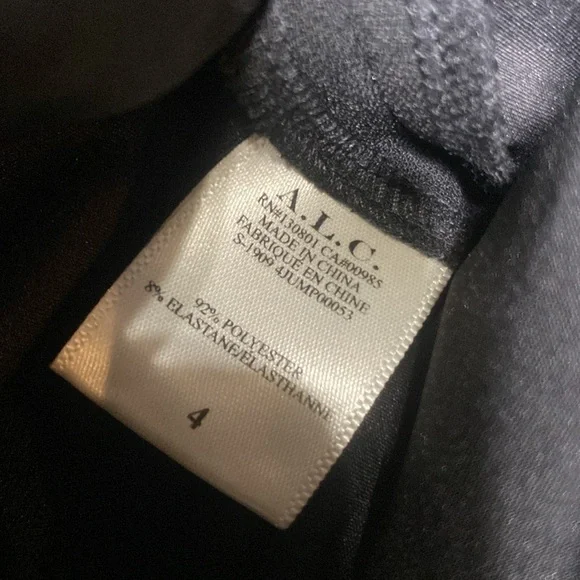 A.L.C.
RN#130801 CA#00985
MADE IN CHINA
FABRIQUE EN CHINE
S-1909 4JUMP00053
92% POLYESTER
8% ELASTANE/ELASTHANNE
4